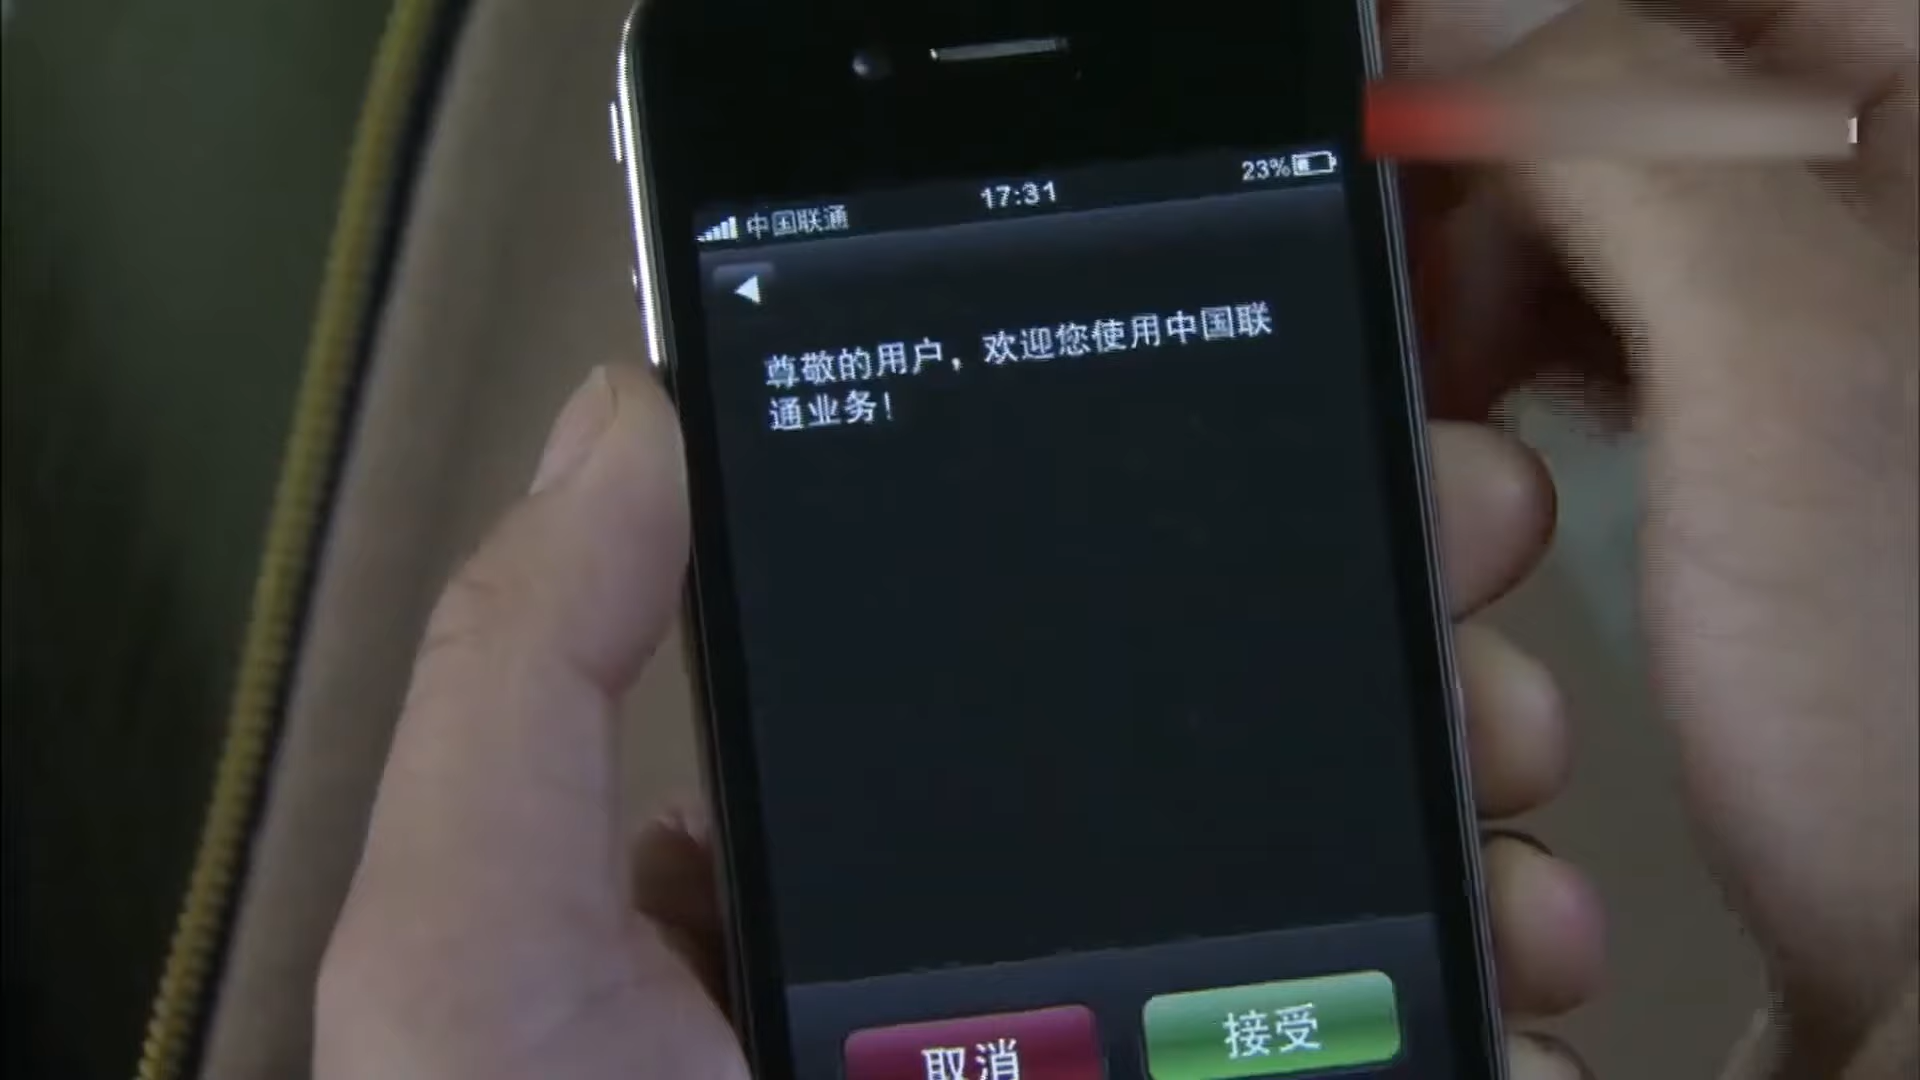 中国联通
17:31
23%
尊敬的用户，欢迎您使用中国联
通业务！
取消
接受